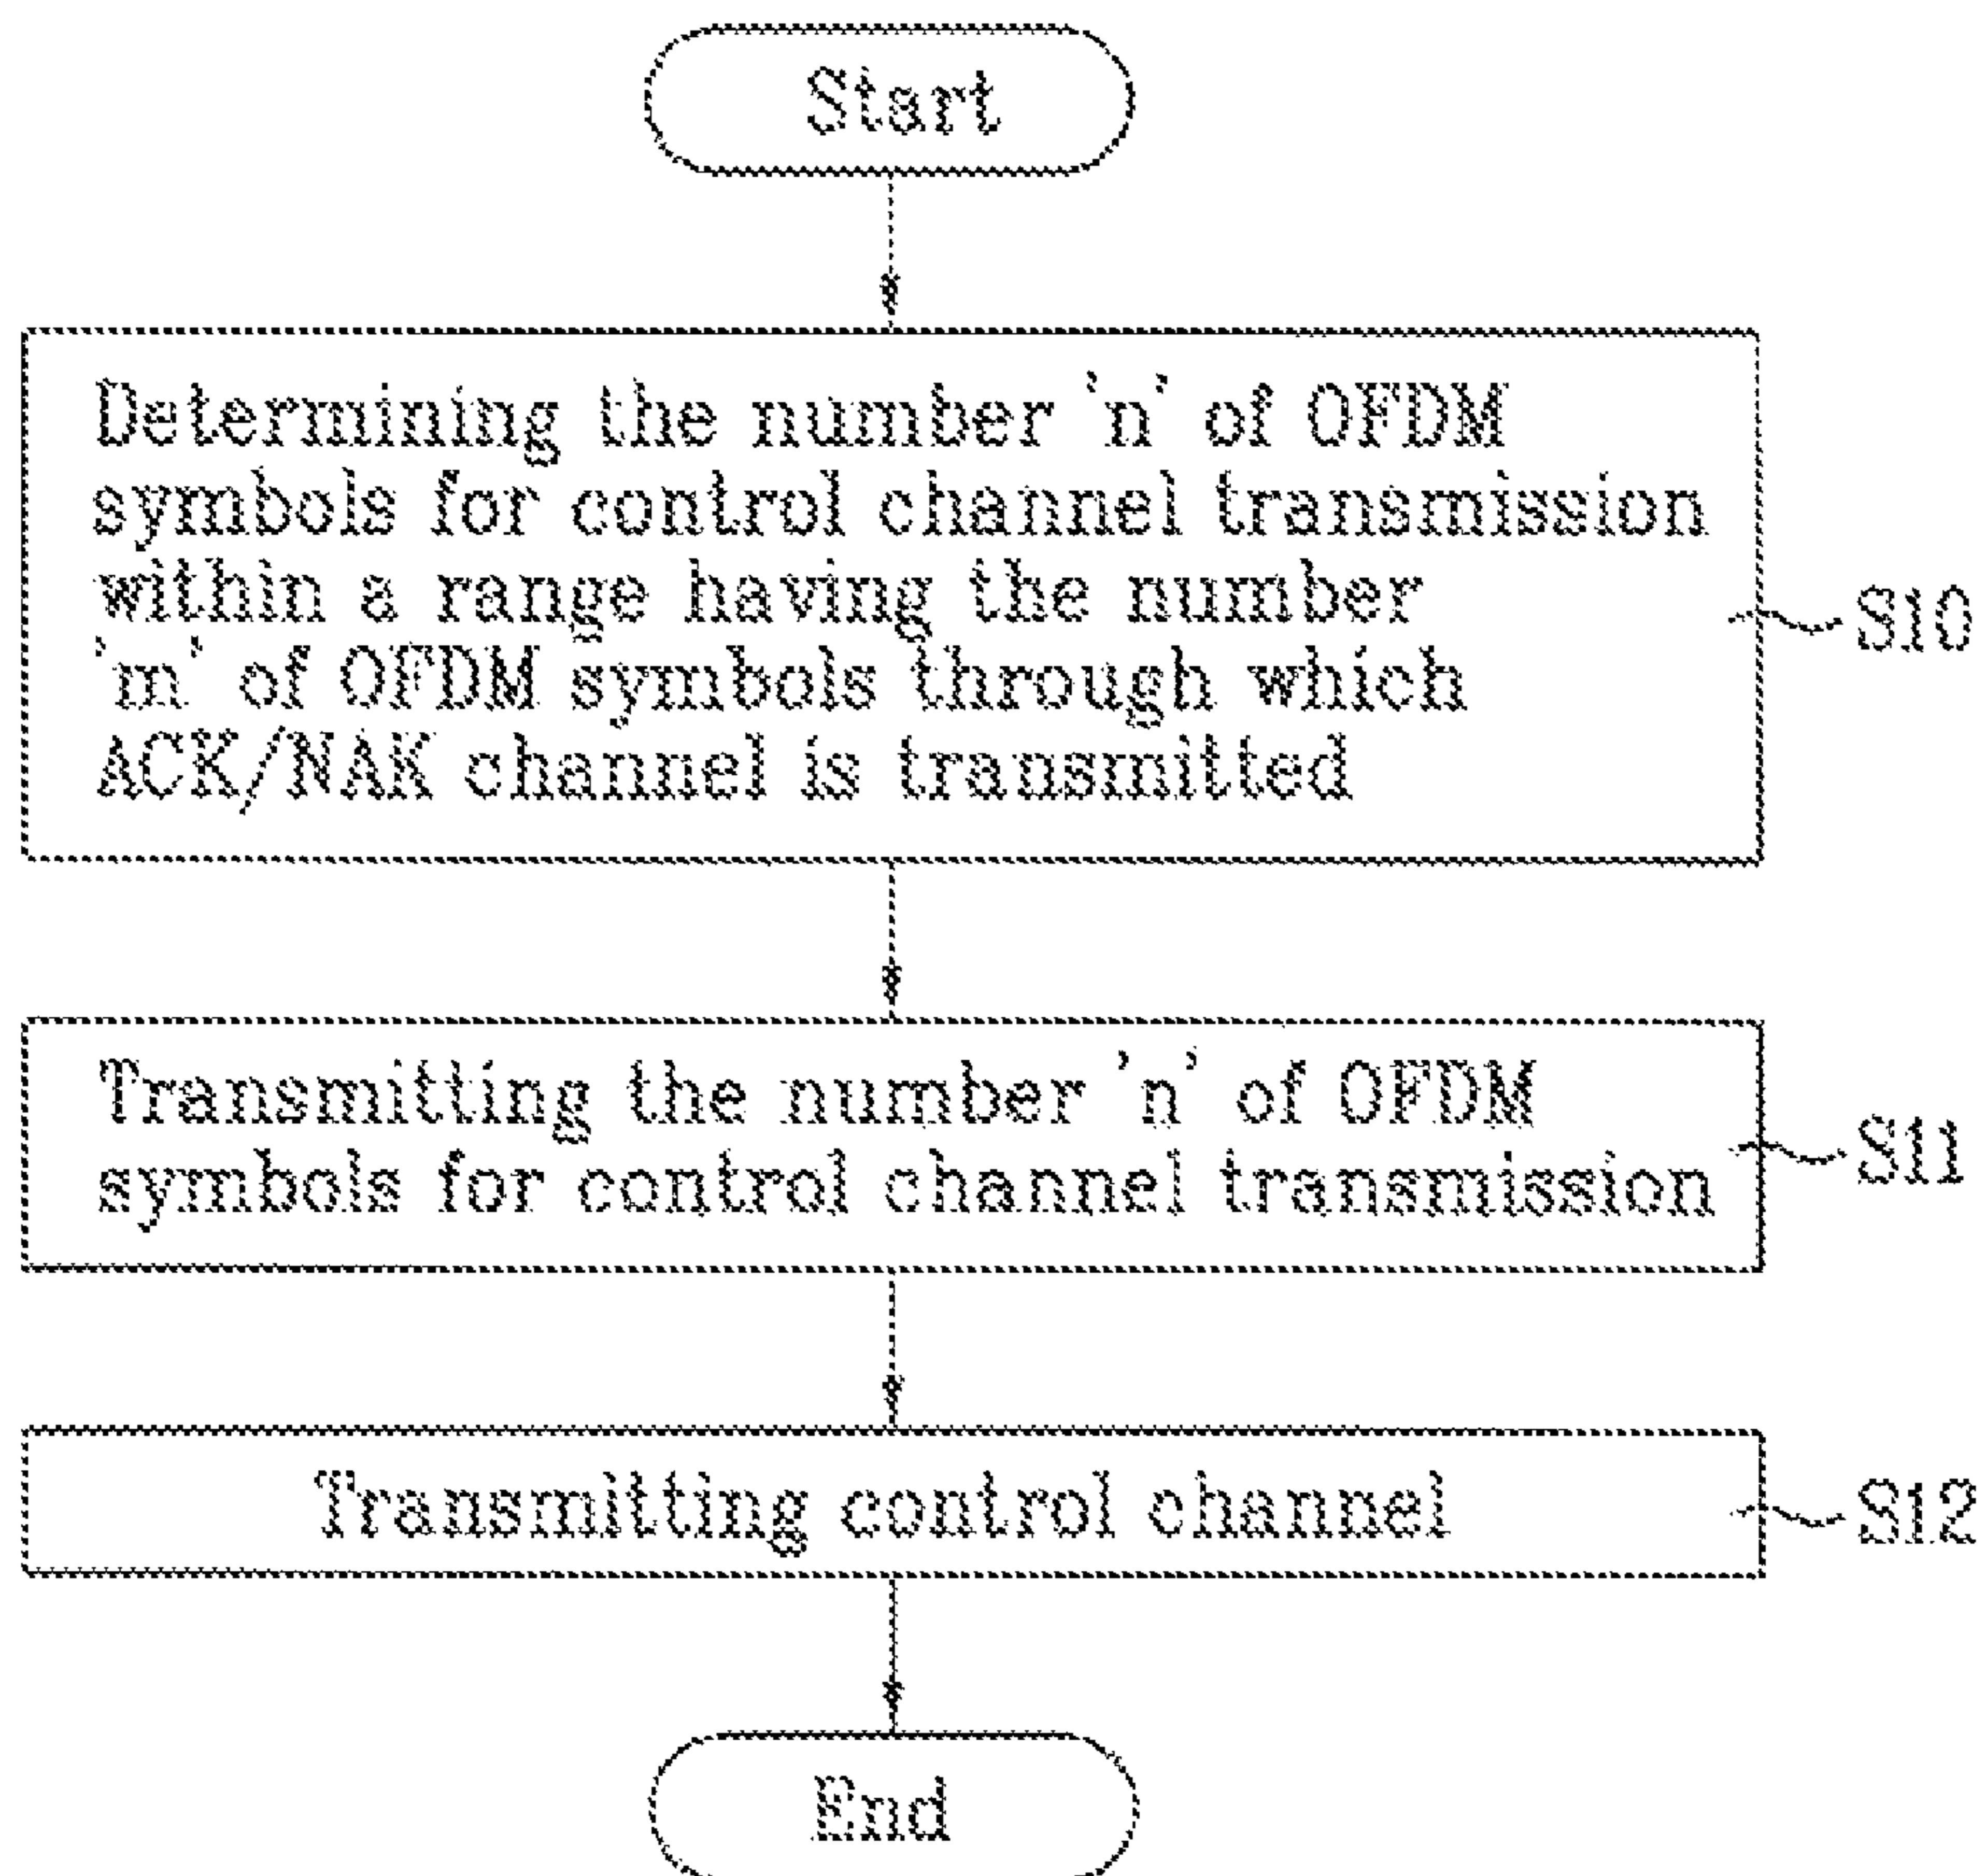 Start
Determining the number 'n' of OFDM
symbols for control channel transmission
within a range having the number
'm' of OFDM symbols through which
ACK/NAK channel is transmitted
S10
Transmitting the number 'n' of OFDM
symbols for control channel transmission
S11
Transmitting control channel
S12
End